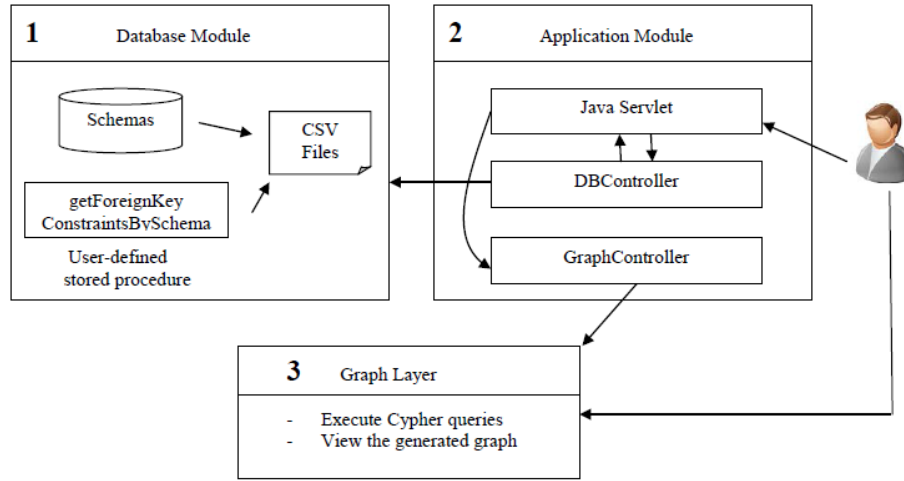 1 Database Module
Schemas
CSV
Files
getForeignKey
ConstraintsBySchema
User-defined
stored procedure
2 Application Module
Java Servlet
DBController
GraphController
3 Graph Layer
- Execute Cypher queries
- View the generated graph